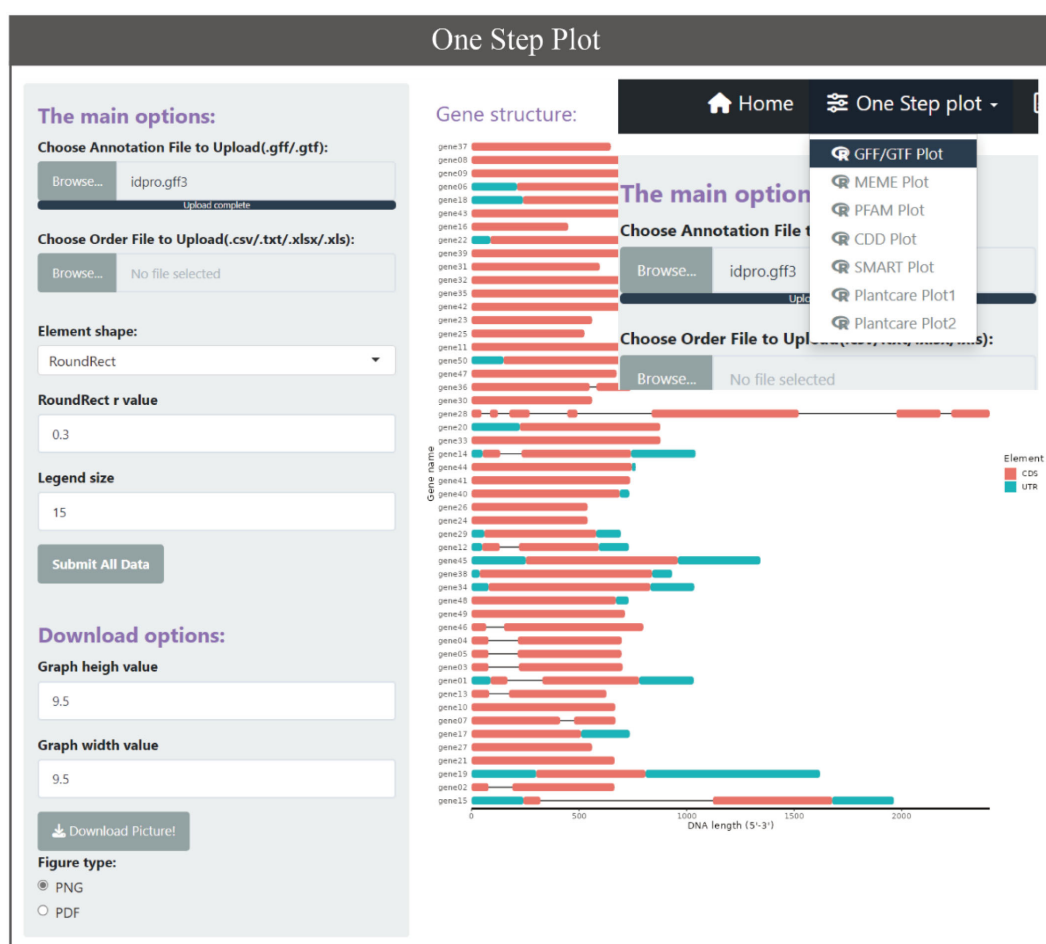 One Step Plot
The main options:
Choose Annotation File to Upload(.gff/.gtf):
Browse... idpro.gff3
Upload complete
Choose Order File to Upload(.csv/.txt/.xlsx/.xls):
Browse... No file selected
Element shape:
RoundRect
RoundRect r value
0.3
Legend size
15
Submit All Data
Download options:
Graph heigh value
9.5
Graph width value
9.5
Download Picture!
Figure type:
PNG
PDF
Gene structure:
Home One Step plot
GFF/GTF Plot
MEME Plot
PFAM Plot
CDD Plot
SMART Plot
Plantcare Plot1
Plantcare Plot2
The main option
Choose Annotation File t
Browse... idpro.gff3
Uplo
Choose Order File to Upl
Browse... No file selected
gene37
gene08
gene09
gene06
gene18
gene43
gene16
gene22
gene39
gene31
gene32
gene35
gene42
gene23
gene25
gene11
gene50
gene47
gene36
gene30
gene28
gene20
gene33
gene14
gene44
gene41
gene40
gene26
gene24
gene29
gene12
gene45
gene38
gene34
gene48
gene49
gene46
gene04
gene05
gene03
gene01
gene13
gene10
gene07
gene17
gene27
gene21
gene19
gene02
gene15
Gene name
0 500 1000 1500 2000
DNA length (5'-3')
Element
CDS
UTR